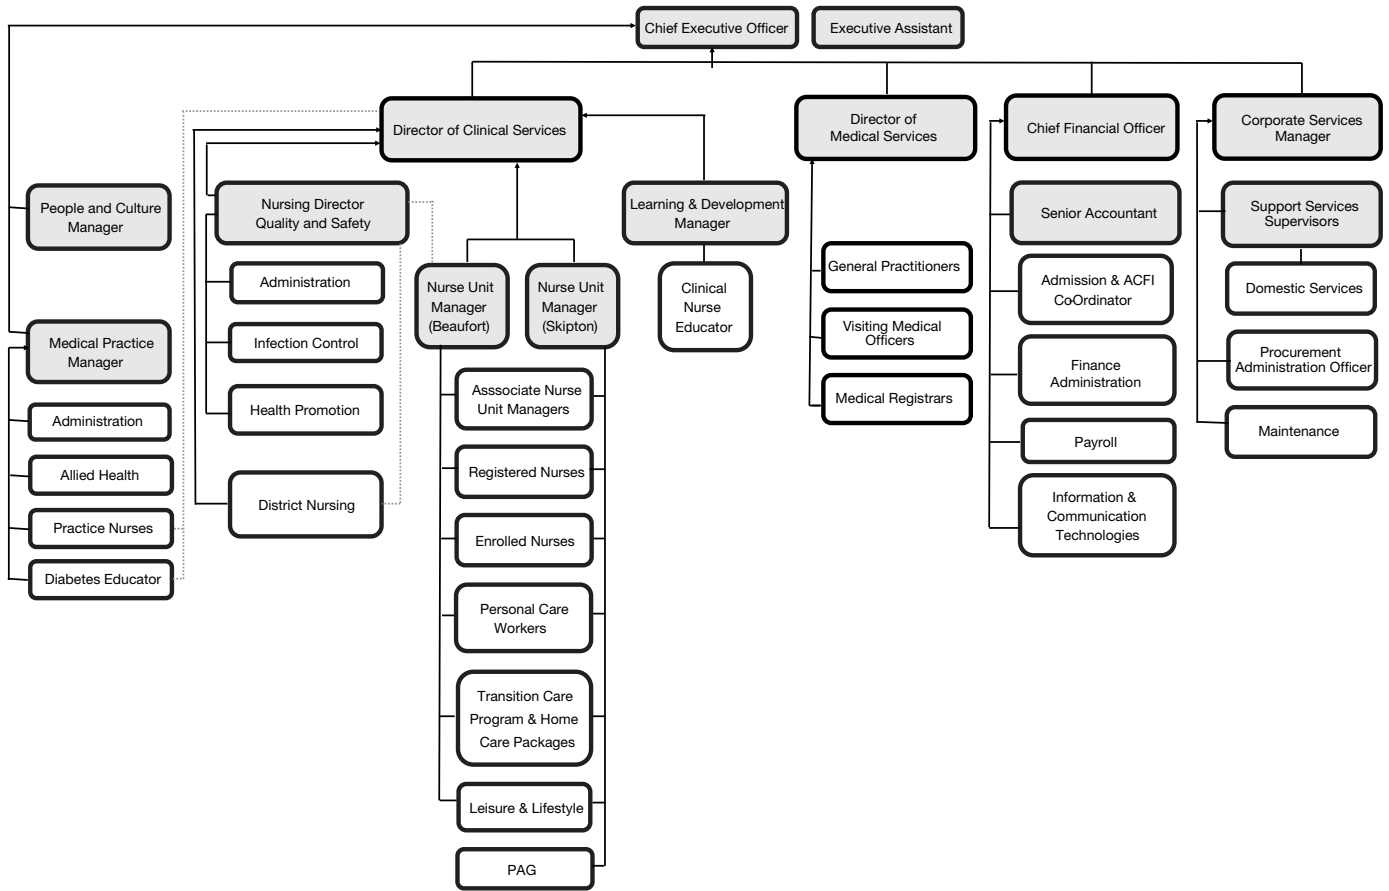 Chief Executive Officer
Executive Assistant
Director of Clinical Services
Director of
Medical Services
Chief Financial Officer
Corporate Services
Manager
People and Culture
Manager
Medical Practice
Manager
Administration
Allied Health
Practice Nurses
Diabetes Educator
Nursing Director
Quality and Safety
Administration
Infection Control
Health Promotion
District Nursing
Nurse Unit
Manager
(Beaufort)
Nurse Unit
Manager
(Skipton)
Asssociate Nurse
Unit Managers
Registered Nurses
Enrolled Nurses
Personal Care
Workers
Transition Care
Program & Home
Care Packages
Leisure & Lifestyle
PAG
Learning & Development
Manager
Clinical
Nurse
Educator
General Practitioners
Visiting Medical
Officers
Medical Registrars
Senior Accountant
Admission & ACFI
CoOrdinator
Finance
Administration
Payroll
Information &
Communication
Technologies
Support Services
Supervisors
Domestic Services
Procurement
Administration Officer
Maintenance